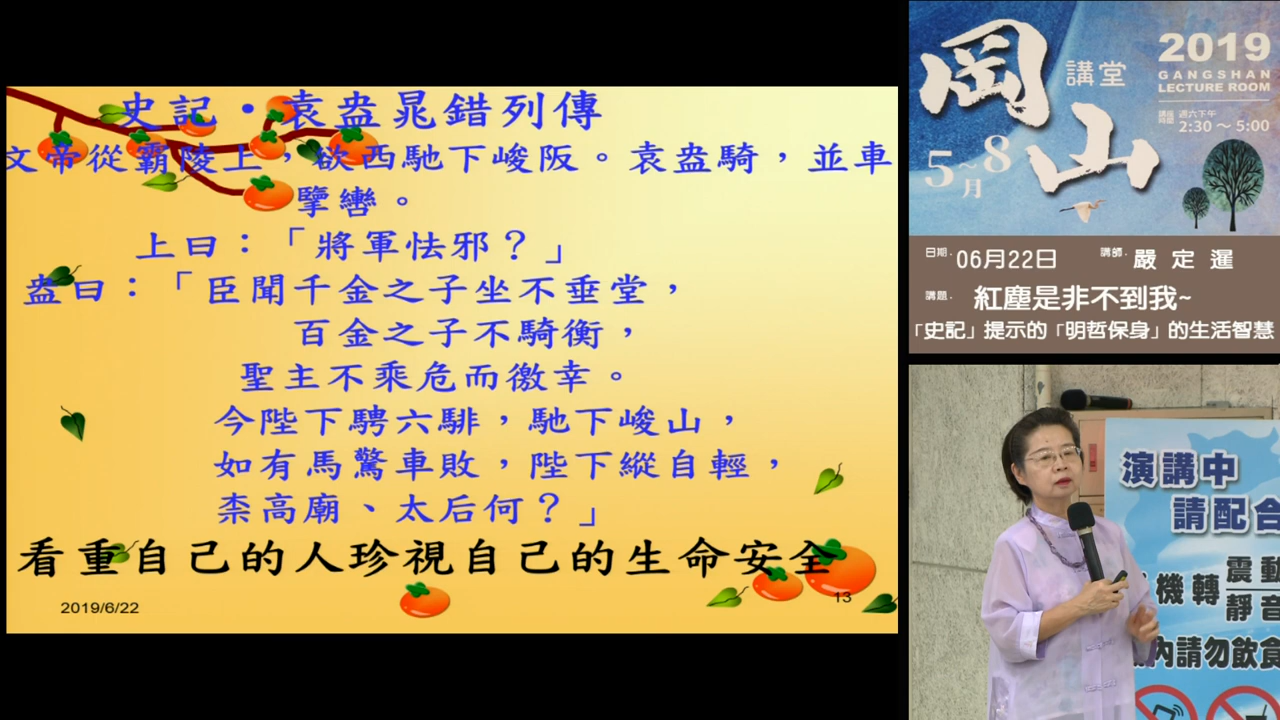 史記‧袁盎晁錯列傳
文帝從霸陵上，欲西馳下峻阪。袁盎騎，並車
擥轡。
上曰：「將軍怯邪？」
盎曰：「臣聞千金之子坐不垂堂，
百金之子不騎衡，
聖主不乘危而徼幸。
今陛下騁六騑，馳下峻山，
如有馬驚車敗，陛下縱自輕，
柰高廟、太后何？」
看重自己的人珍視自己的生命安全
2019/6/22
13
岡山
講堂
2019
GANGSHAN
LECTURE ROOM
講座時間
週六下午
2:30～5:00
5~8月
日期. 06月22日 講師. 嚴定暹
講題. 紅塵是非不到我~
「史記」提示的「明哲保身」的生活智慧
演講中
請配合
機轉
震動
靜音
內請勿飲食